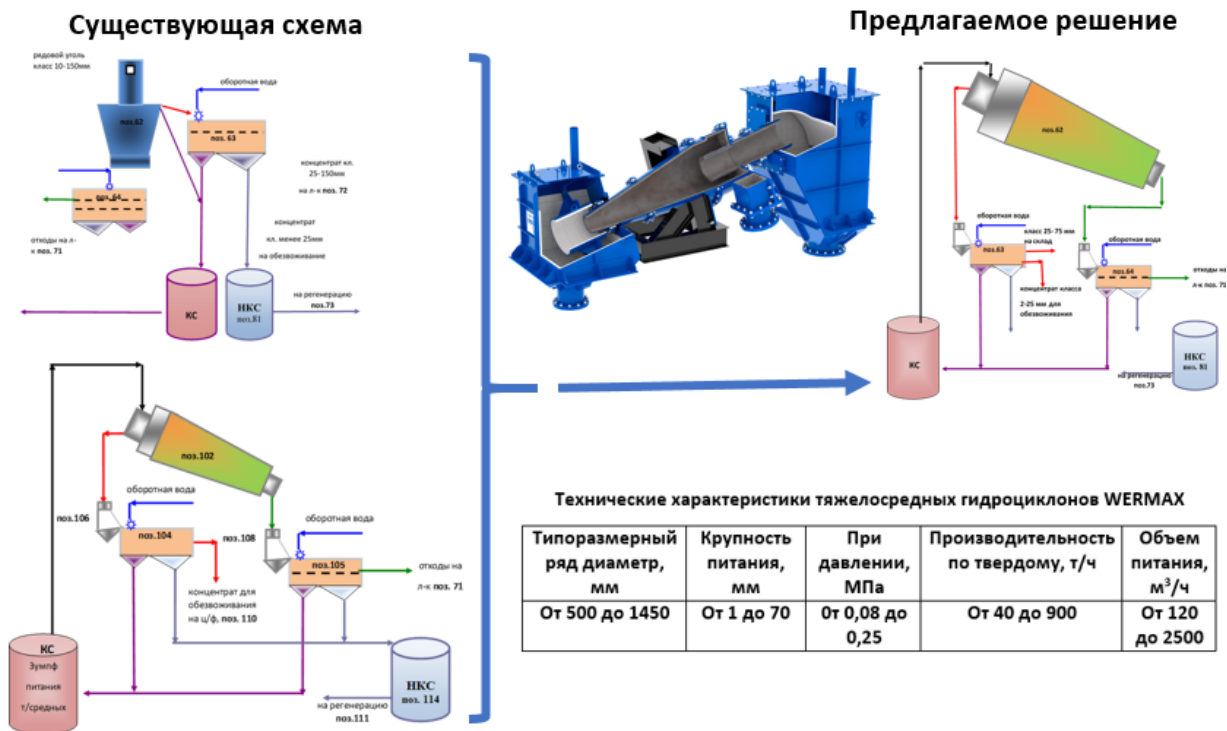 Существующая схема
Предлагаемое решение
рядовой уголь
класс 10-150мм
оборотная вода
поз.62
поз. 63
концентрат кл.
25-150мм
на л-к поз. 72
поз. 64
отходы на л-
к поз. 71
концентрат
кл. менее 25мм
на обезвоживание
КС
НКС
поз.81
на регенерацию
поз.73
поз.102
оборотная вода
поз.106
поз.104
поз.108
оборотная вода
поз.105
отходы на
л-к поз. 71
концентрат для
обезвоживания
на ц/ф, поз. 110
КС
Зумпф
питания
т/средных
НКС
поз. 114
на регенерацию
поз.111
поз.62
оборотная вода
класс 25-75 мм
на склад
поз.63
оборотная вода
поз.64
отходы на
л-к поз. 71
концентрат класса
2-25 мм для
обезвоживания
КС
НКС
поз. 81
на регенерацию
поз.73
Технические характеристики тяжелосредных гидроциклонов WERMAX
Типоразмерный ряд диаметр, мм
Крупность питания, мм
При давлении, МПа
Производительность по твердому, т/ч
Объем питания, м³/ч
От 500 до 1450
От 1 до 70
0т 0,08 до 0,25
От 40 до 900
От 120 до 2500